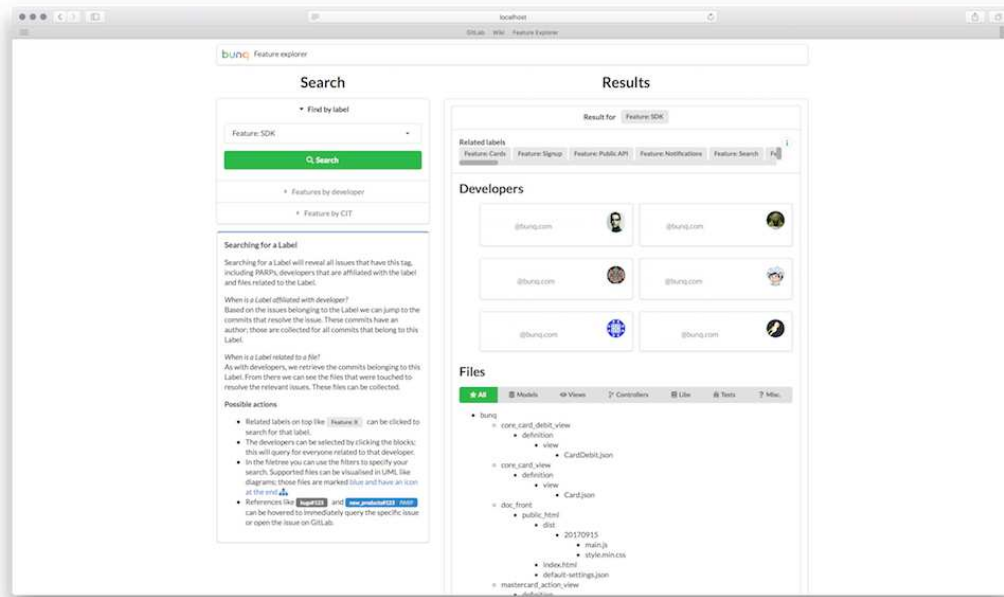 localhost
GitLab Wiki Feature Explorer
bunq Feature explorer
Search
Find by label
Feature: SDK
Search
Features by developer
Feature by CIT
Searching for a Label
Searching for a Label will reveal all issues that have this tag,
including PARPs, developers that are affiliated with the label
and files related to the Label.
When is a Label affiliated with developer?
Based on the issues belonging to the Label we can jump to the
commits that resolve the issue. These commits have an
author; those are collected for all commits that belong to this
Label.
When is a Label related to a file?
As with developers, we retrieve the commits belonging to this
Label. From there we can see the files that were touched to
resolve the relevant issues. These files can be collected.
Possible actions
Related labels on top like Feature: X can be clicked to
search for that label.
The developers can be selected by clicking the blocks;
this will query for everyone related to that developer.
In the filetree you can use the filters to specify your
search. Supported files can be visualised in UML like
diagrams; those files are marked blue and have an icon
at the end
References like bugs#123 and new_products#123 PARP
can be hovered to immediately query the specific issue
or open the issue on GitLab.
Results
Result for Feature: SDK
Related labels
Feature: Cards Feature: Signup Feature: Public API Feature: Notifications Feature: Search Fe
Developers
@bunq.com @bunq.com
@bunq.com @bunq.com
@bunq.com @bunq.com
Files
All Models Views Controllers Libs Tests Misc.
bunq
core_card_debit_view
definition
view
CardDebit.json
core_card_view
definition
view
Card.json
doc_front
public_html
dist
20170915
main.js
style.min.css
index.html
default-settings.json
mastercard_action_view
definition